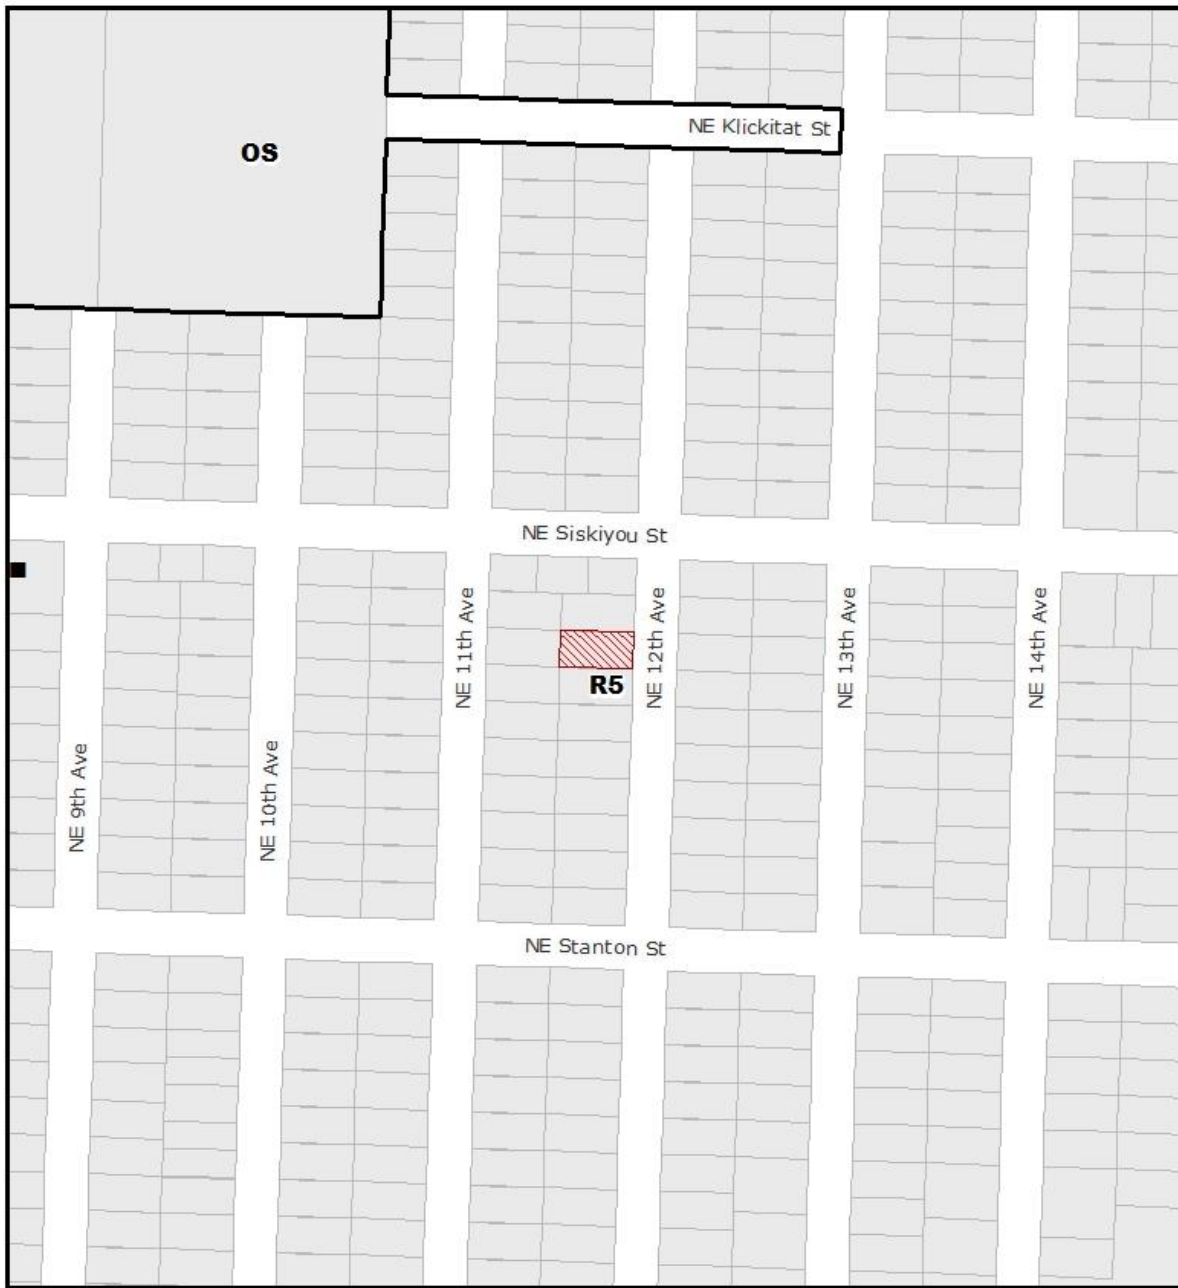 NE Klickitat St
OS
NE Siskiyou St
NE 11th Ave
NE 12th Ave
NE 13th Ave
NE 14th Ave
R5
NE 9th Ave
NE 10th Ave
NE Stanton St